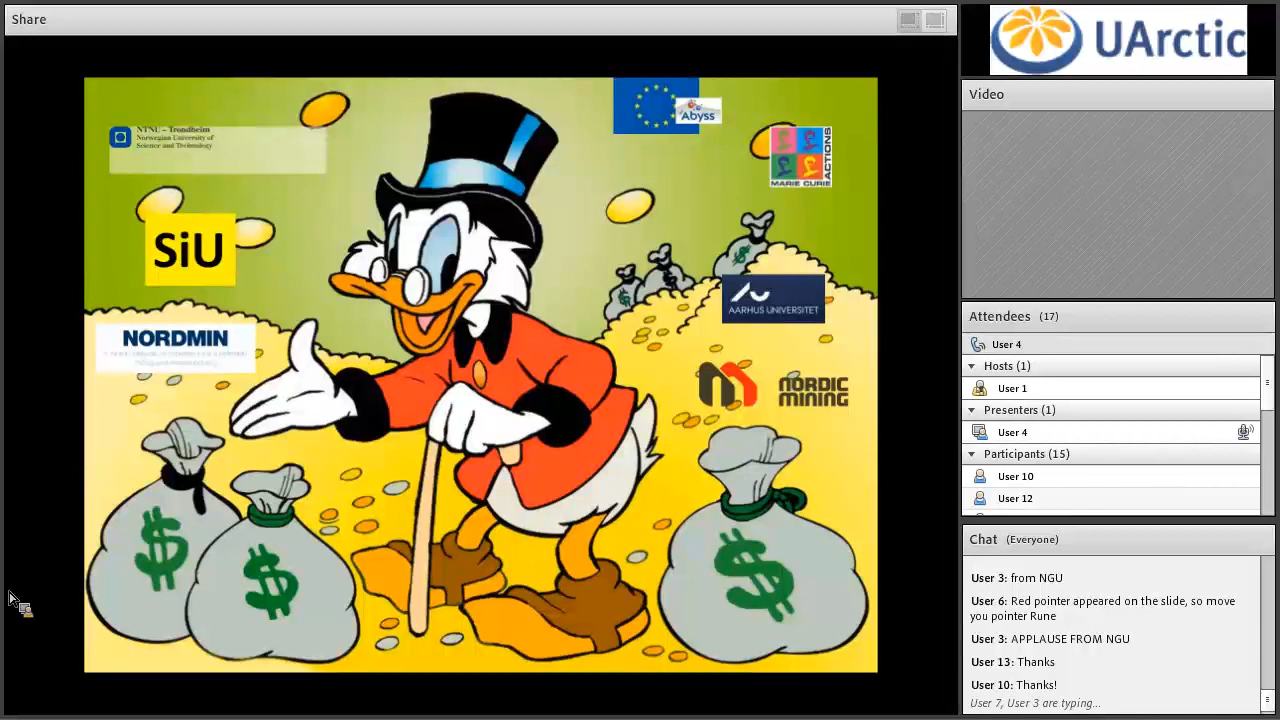 Share
UArctic
Video
Abyss
NTNU – Trondheim
Norwegian University of
Science and Technology
MARIE CURIE
ACTIONS
SiU
AARHUS UNIVERSITET
NORDMIN
NORDIC
MINING
$
$
$
$
$
Attendees (17)
User 4
Hosts (1)
User 1
Presenters (1)
User 4
Participants (15)
User 10
User 12
Chat (Everyone)
User 3: from NGU
User 6: Red pointer appeared on the slide, so move
you pointer Rune
User 3: APPLAUSE FROM NGU
User 13: Thanks
User 10: Thanks!
User 7, User 3 are typing...